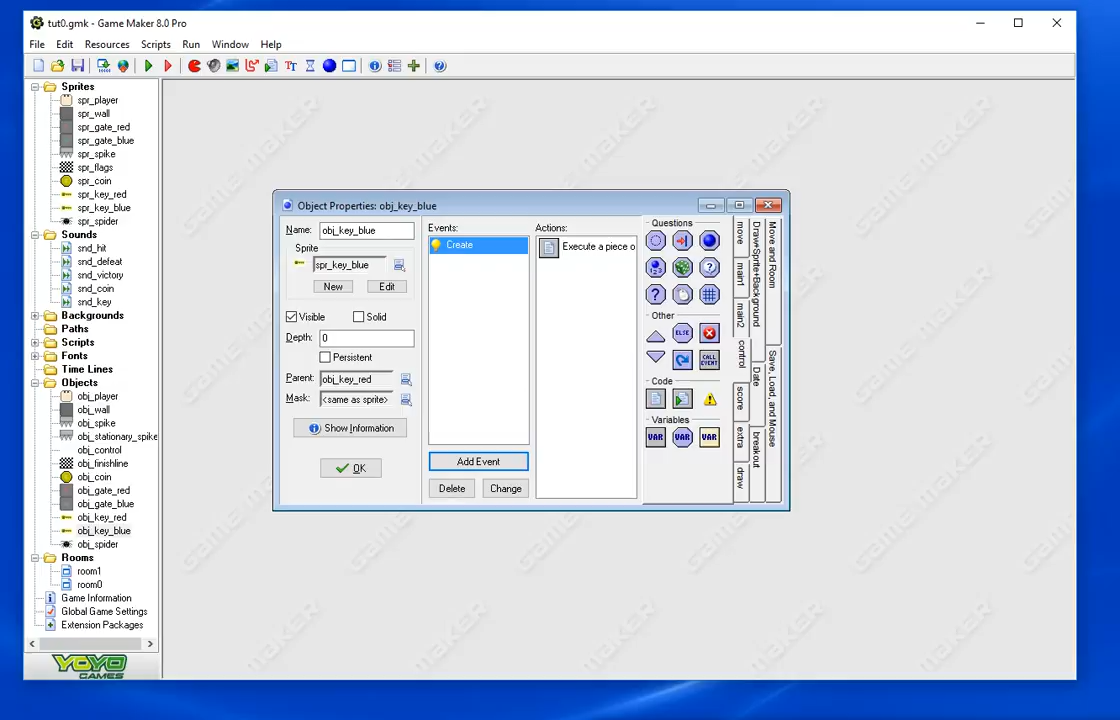 tut0.gmk - Game Maker 8.0 Pro
File Edit Resources Scripts Run Window Help
Sprites
spr_player
spr_wall
spr_gate_red
spr_gate_blue
spr_spike
spr_flags
spr_coin
spr_key_red
spr_key_blue
spr_spider
Sounds
snd_hit
snd_defeat
snd_victory
snd_coin
snd_key
Backgrounds
Paths
Scripts
Fonts
Time Lines
Objects
obj_player
obj_wall
obj_spike
obj_stationary_spike
obj_control
obj_finishline
obj_coin
obj_gate_red
obj_gate_blue
obj_key_red
obj_key_blue
obj_spider
Rooms
room1
room0
Game Information
Global Game Settings
Extension Packages
YOYO
GAMES
Object Properties: obj_key_blue
Name: obj_key_blue
Sprite
spr_key_blue
New Edit
Visible Solid
Depth: 0
Persistent
Parent: obj_key_red
Mask: <same as sprite>
Show Information
OK
Events:
Create
Add Event
Delete Change
Actions:
Execute a piece o
Questions
Other
ELSE
CALL EVENT
Code
Variables
VAR VAR VAR
move
main1
main2
control
score
extra
draw
Draw+Sprite+Background
Date
breakout
Move and Room
Save, Load, and Mouse
GAME MAKER